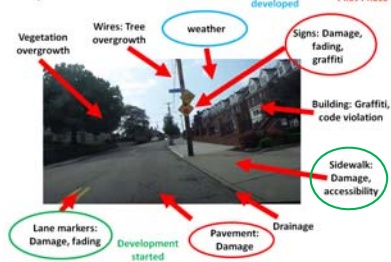 developed
Wires: Tree
overgrowth
weather
Vegetation
overgrowth
Signs: Damage,
fading,
graffiti
Building: Graffiti,
code violation
Sidewalk:
Damage,
accessibility
Drainage
Lane markers:
Damage, fading
Development
started
Pavement:
Damage